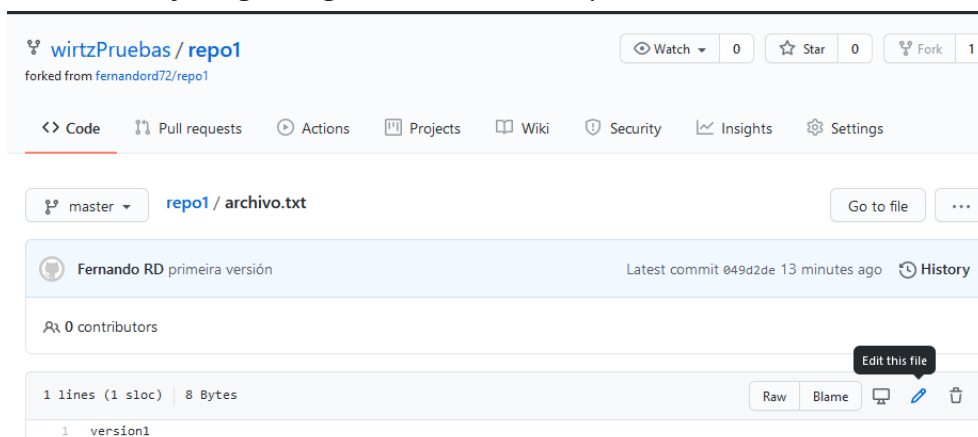 wirtzPruebas / repo1
Watch 0 Star 0 Fork 1
forked from fernandord72/repo1
<> Code Pull requests Actions Projects Wiki Security Insights Settings
master repo1 / archivo.txt Go to file ...
Fernando RD primeira versión Latest commit 049d2de 13 minutes ago History
0 contributors
Edit this file
1 lines (1 sloc) 8 Bytes Raw Blame
1 version1